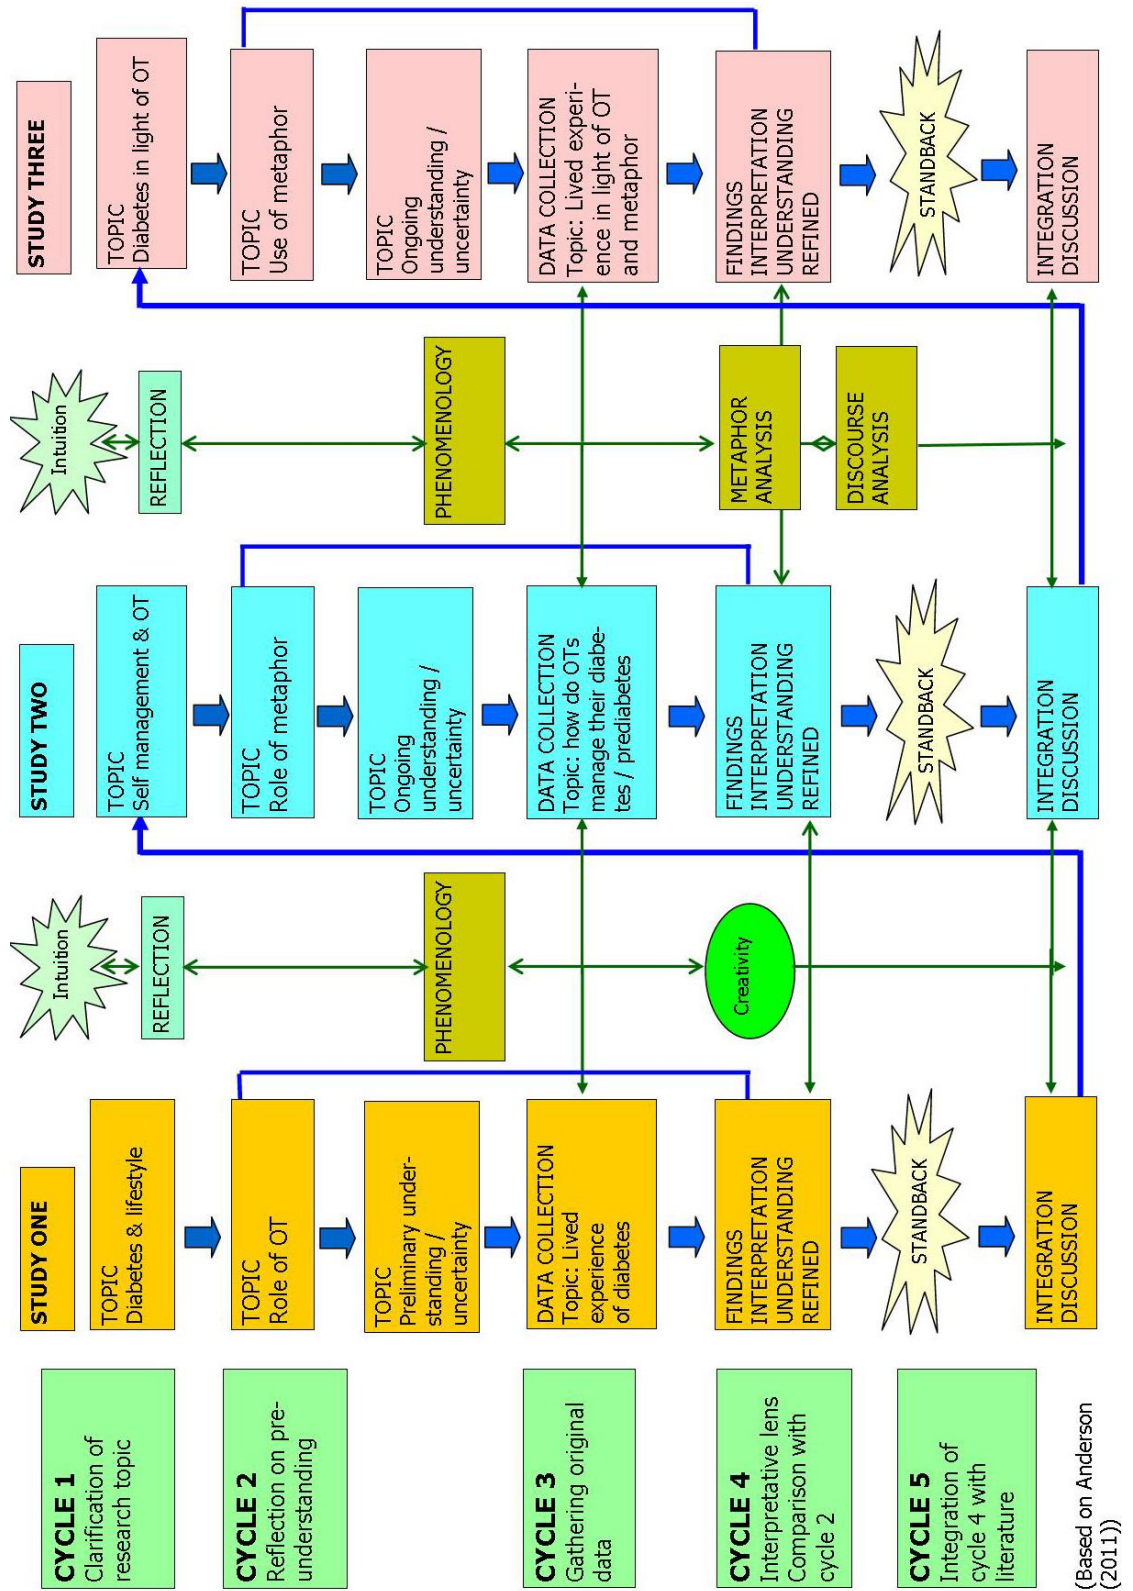 CYCLE 1
Clarification of
research topic
CYCLE 2
Reflection on pre-
understanding
CYCLE 3
Gathering original
data
CYCLE 4
Interpretative lens
Comparison with
cycle 2
CYCLE 5
Integration of
cycle 4 with
literature
(Based on Anderson
(2011))
STUDY ONE
TOPIC
Diabetes & lifestyle
TOPIC
Role of OT
TOPIC
Preliminary under-
standing /
uncertainty
DATA COLLECTION
Topic: Lived
experience
of diabetes
FINDINGS
INTERPRETATION
UNDERSTANDING
REFINED
STANDBACK
INTEGRATION
DISCUSSION
Intuition
REFLECTION
PHENOMENOLOGY
Creativity
STUDY TWO
TOPIC
Self management & OT
TOPIC
Role of metaphor
TOPIC
Ongoing
understanding /
uncertainty
DATA COLLECTION
Topic: how do OTs
manage their diabe-
tes / prediabetes
FINDINGS
INTERPRETATION
UNDERSTANDING
REFINED
STANDBACK
INTEGRATION
DISCUSSION
Intuition
REFLECTION
PHENOMENOLOGY
METAPHOR
ANALYSIS
DISCOURSE
ANALYSIS
STUDY THREE
TOPIC
Diabetes in light of OT
TOPIC
Use of metaphor
TOPIC
Ongoing
understanding /
uncertainty
DATA COLLECTION
Topic: Lived experi-
ence in light of OT
and metaphor
FINDINGS
INTERPRETATION
UNDERSTANDING
REFINED
STANDBACK
INTEGRATION
DISCUSSION